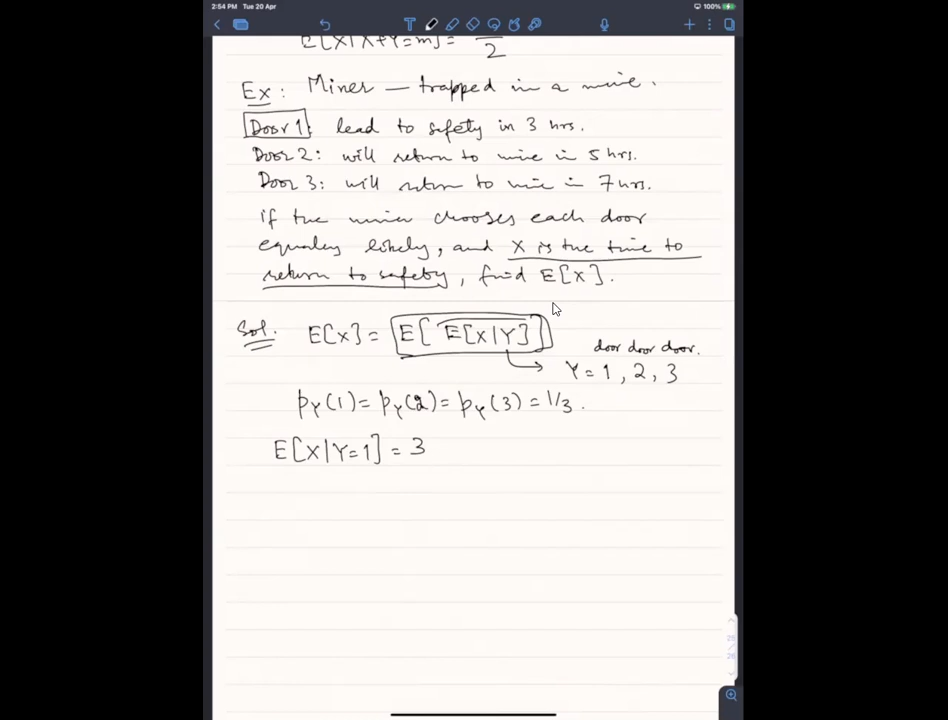 2:54 PM Tue 20 Apr
100%
E[X|X+Y=m] =
2
Ex: Miner — trapped in a mine.
Door 1: lead to safety in 3 hrs.
Door 2: will return to mine in 5 hrs.
Door 3: will return to mine in 7 hrs.
if the miner chooses each door
equally likely, and X is the time to
return to safety, find E[X].
Sol. E[X] = E[E[X|Y]]
door door door.
Y = 1, 2, 3
pY(1) = pY(2) = pY(3) = 1/3.
E[X|Y=1] = 3